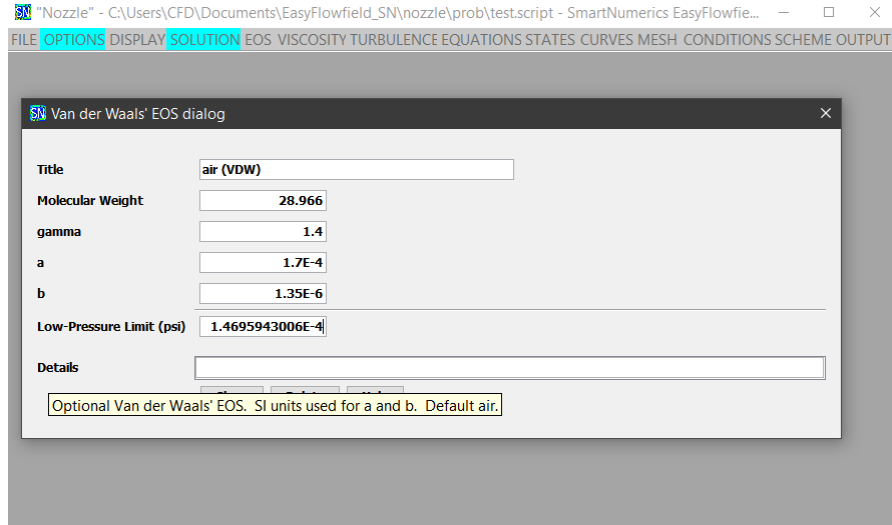 SN "Nozzle" - C:\Users\CFD\Documents\EasyFlowfield_SN\nozzle\prob\test.script - SmartNumerics EasyFlowfie...
FILE OPTIONS DISPLAY SOLUTION EOS VISCOSITY TURBULENCE EQUATIONS STATES CURVES MESH CONDITIONS SCHEME OUTPUT
SN Van der Waals' EOS dialog
Title air (VDW)
Molecular Weight 28.966
gamma 1.4
a 1.7E-4
b 1.35E-6
Low-Pressure Limit (psi) 1.4695943006E-4
Details
Optional Van der Waals' EOS. SI units used for a and b. Default air.